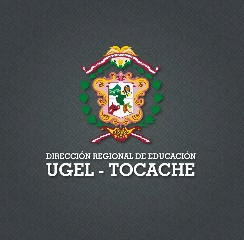 DIRECCIÓN REGIONAL DE EDUCACIÓN
UGEL - TOCACHE